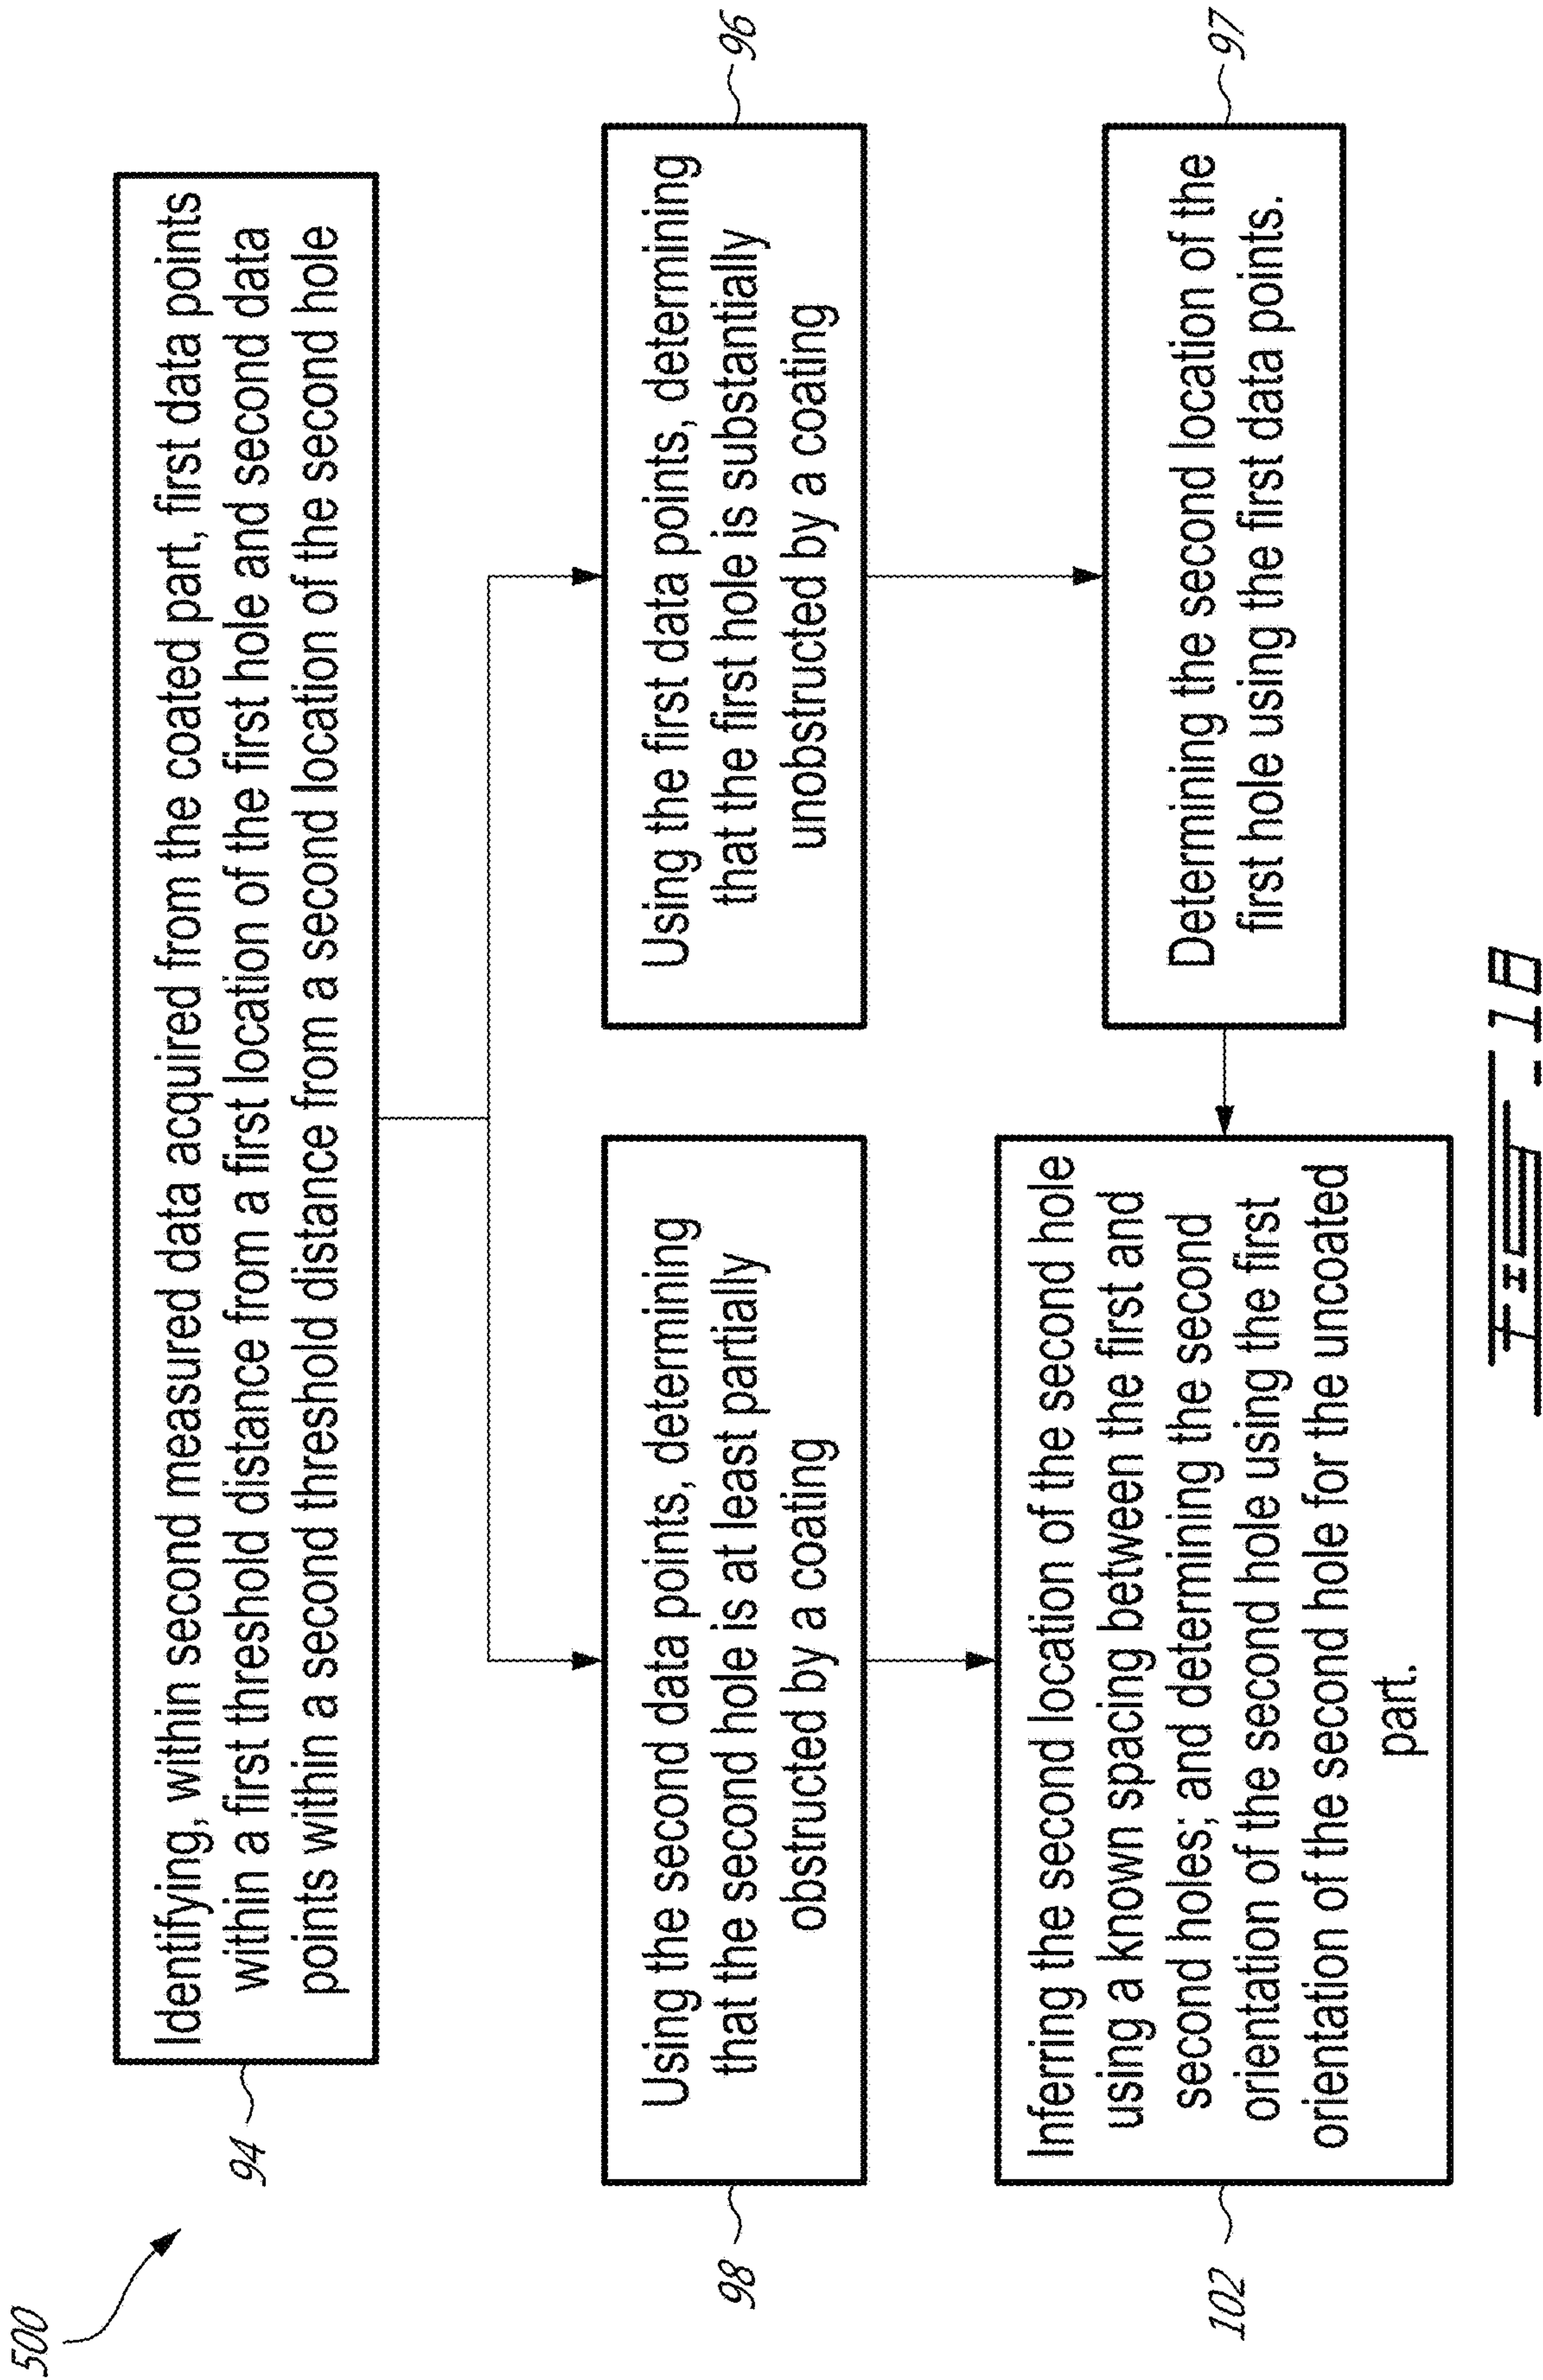 500
94
Identifying, within second measured data acquired from the coated part, first data points
within a first threshold distance from a first location of the first hole and second data
points within a second threshold distance from a second location of the second hole
98
Using the second data points, determining
that the second hole is at least partially
obstructed by a coating
96
Using the first data points, determining
that the first hole is substantially
unobstructed by a coating
102
Inferring the second location of the second hole
using a known spacing between the first and
second holes; and determining the second
orientation of the second hole using the first
orientation of the second hole for the uncoated
part.
97
Determining the second location of the
first hole using the first data points.
FIG_18